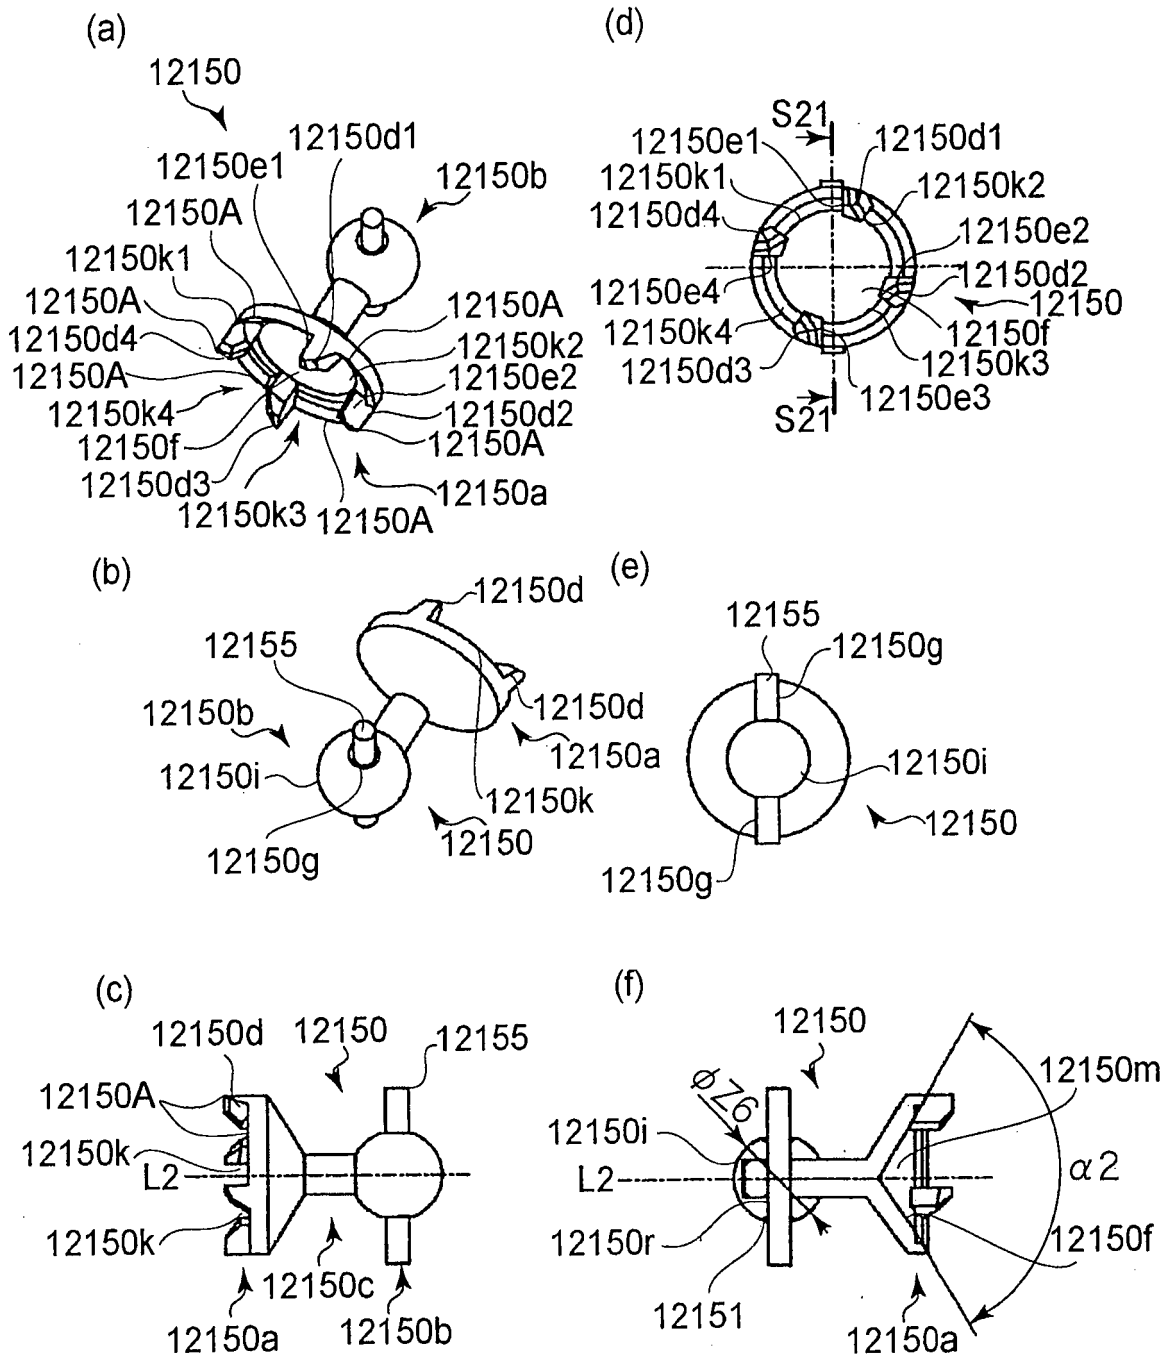 (a)
12150
12150d1
12150e1
12150b
12150A
12150k1
12150A
12150A
12150d4
12150k2
12150A
12150e2
12150k4
12150d2
12150f
12150A
12150d3
12150a
12150k3
12150A
(d)
S21
12150e1
12150d1
12150k1
12150k2
12150d4
12150e2
12150d2
12150e4
12150
12150k4
12150f
12150d3
12150k3
12150e3
S21
(b)
12150d
12155
12150b
12150d
12150i
12150a
12150k
12150
12150g
(e)
12155
12150g
12150i
12150
12150g
(c)
12150d
12150
12155
12150A
12150k
L2
12150k
12150c
12150a
12150b
(f)
12150
φZ6
12150m
12150i
L2
α2
12150r
12150f
12151
12150a